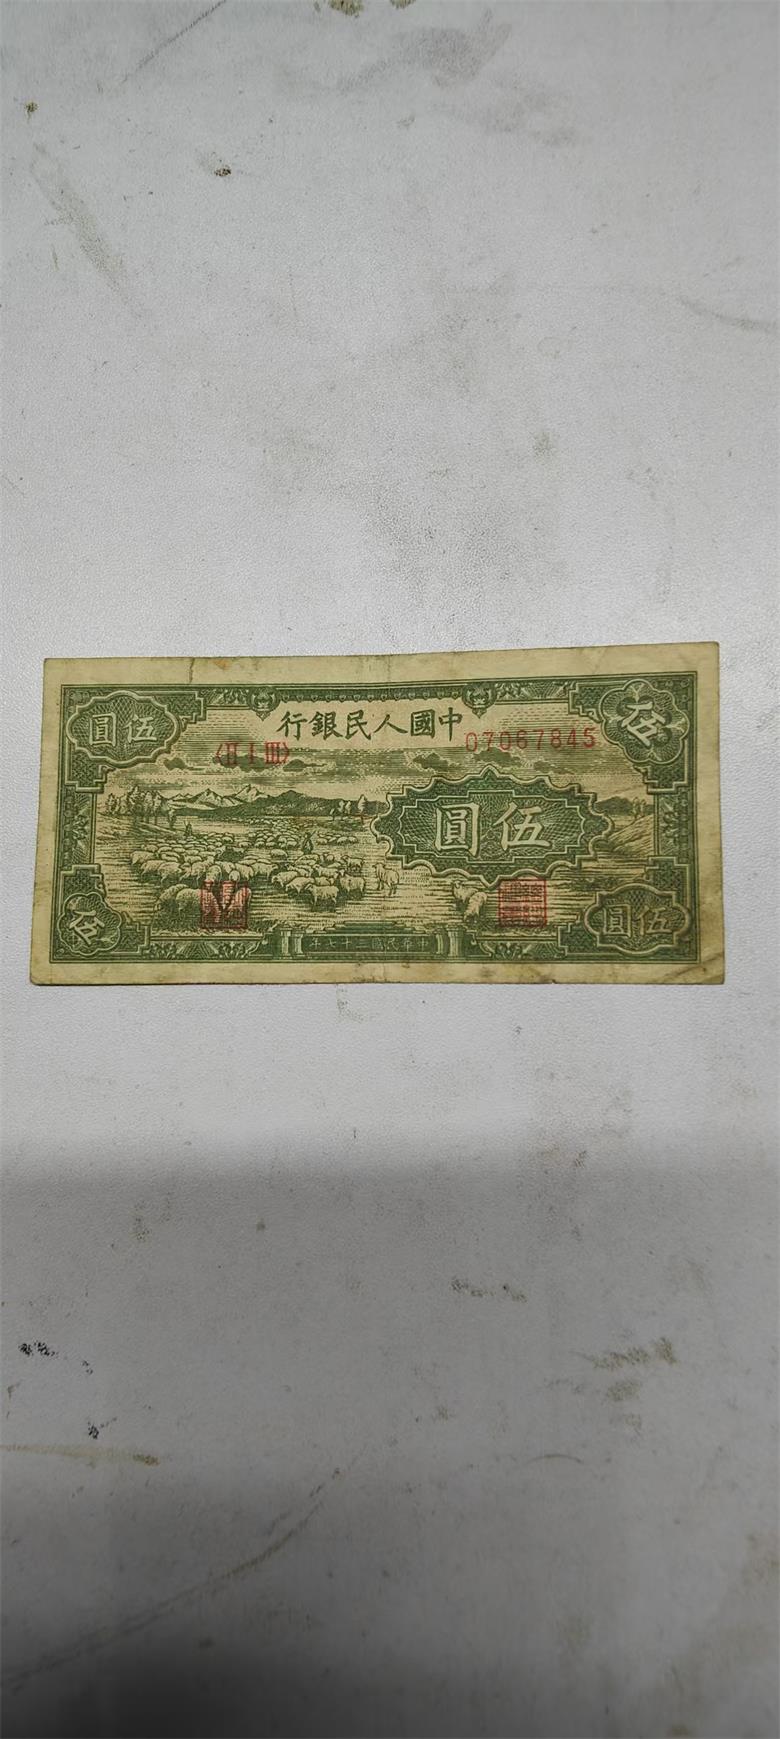 伍圓
中國人民銀行
伍
〈II I III〉
07067845
伍圓
伍
伍圓
中華民國三十七年